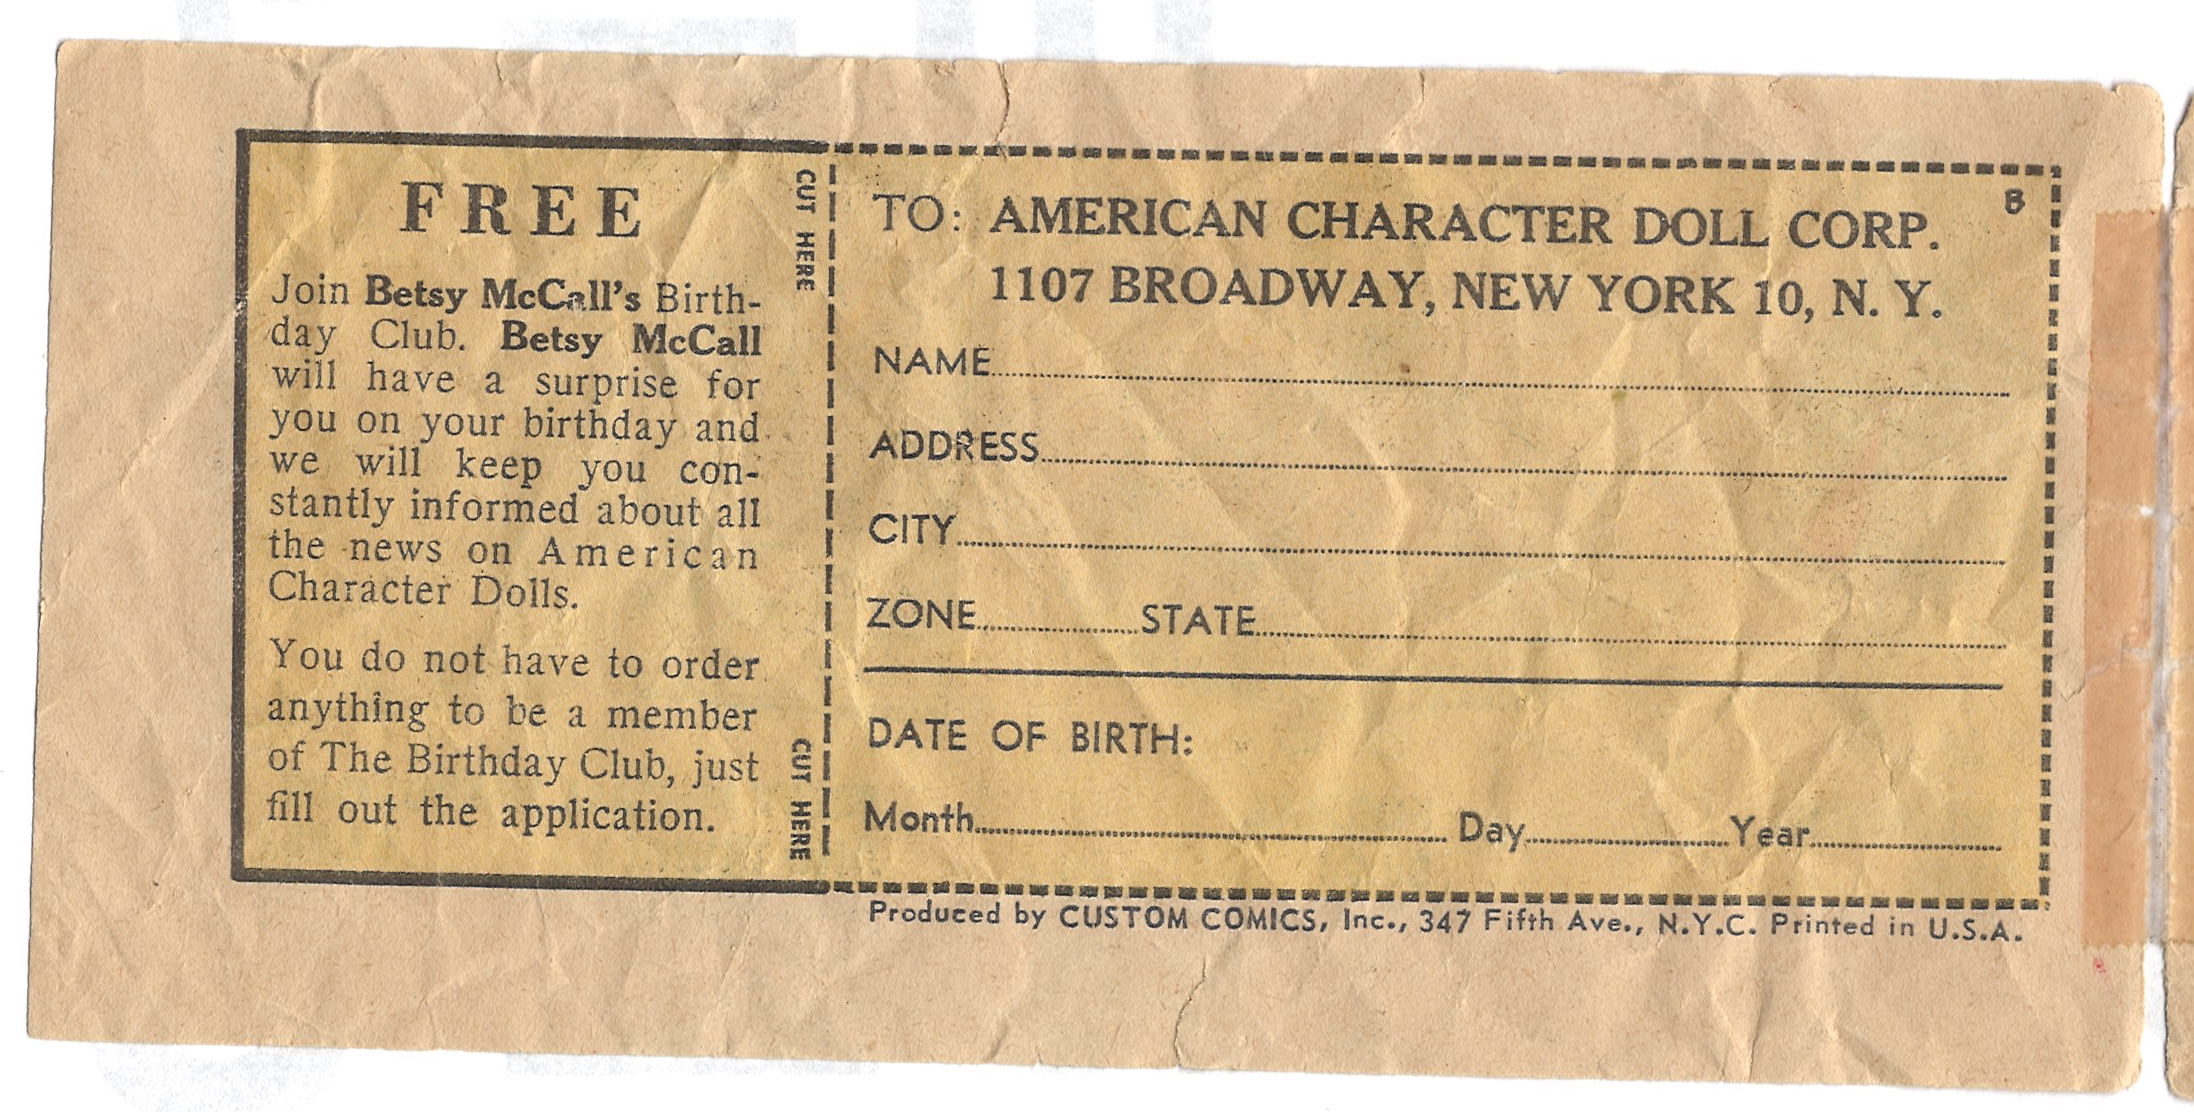 FREE
Join Betsy McCall's Birth-
day Club. Betsy McCall
will have a surprise for
you on your birthday and
we will keep you con-
stantly informed about all
the news on American
Character Dolls.
You do not have to order
anything to be a member
of The Birthday Club, just
fill out the application.
CUT HERE
CUT HERE
B
TO: AMERICAN CHARACTER DOLL CORP.
1107 BROADWAY, NEW YORK 10, N. Y.
NAME
ADDRESS
CITY
ZONE STATE
DATE OF BIRTH:
Month Day Year
Produced by CUSTOM COMICS, Inc., 347 Fifth Ave., N.Y.C. Printed in U.S.A.